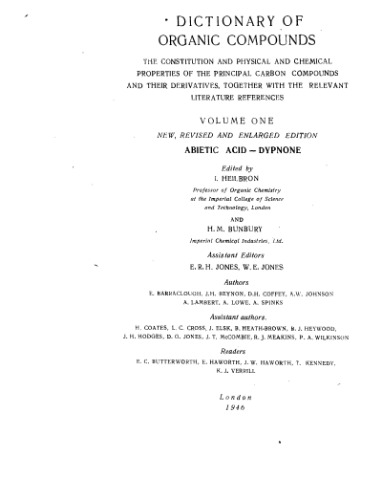 DICTIONARY OF
ORGANIC COMPOUNDS
THE CONSTITUTION AND PHYSICAL AND CHEMICAL
PROPERTIES OF THE PRINCIPAL CARBON COMPOUNDS
AND THEIR DERIVATIVES, TOGETHER WITH THE RELEVANT
LITERATURE REFERENCES
VOLUME ONE
NEW, REVISED AND ENLARGED EDITION
ABIETIC ACID — DYPNONE
Edited by
I. HEILBRON
Professor of Organic Chemistry
at the Imperial College of Science
and Technology, London
AND
H. M. BUNBURY
Imperial Chemical Industries, Ltd.
Assistant Editors
E. R. H. JONES, W. E. JONES
Authors
E. BARRACLOUGH, J. H. BEYNON, D. H. COFFEY, A. W. JOHNSON
A. LAMBERT, A. LOWE, A. SPINKS
Assistant authors.
H. COATES, L. C. CROSS, J. ELSK, B. HEATH-BROWN, B. J. HEYWOOD,
J. H. HODGES, D. O. JONES, J. T. McCOMBIE, R. J. MEAKINS, P. A. WILKINSON
Readers
E. C. BUTTERWORTH, E. HAWORTH, J. W. HAWORTH, T. KENNEDY,
K. J. VERRILL
London
1946